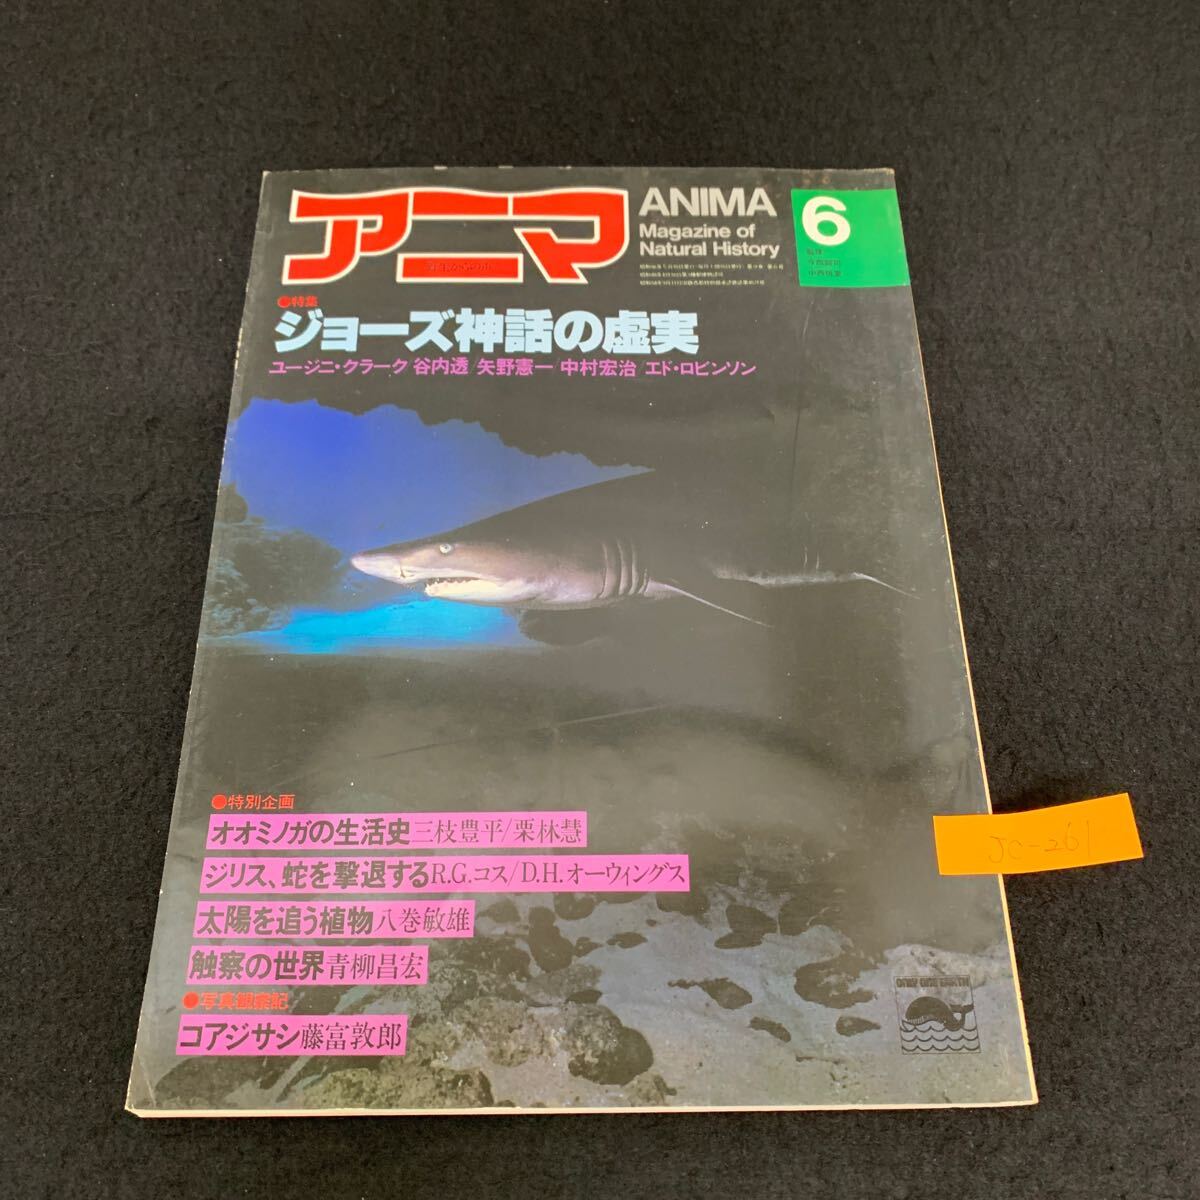 アニマ
ANIMA
Magazine of
Natural History
6
●特集
ジョーズ神話の虚実
ユージニ・クラーク 谷内透/矢野憲一/中村宏治/エド・ロビンソン
●特別企画
オオミノガの生活史 三枝豊平/栗林慧
ジリス、蛇を撃退する R.G.コス/D.H.オーウィングス
太陽を追う植物 八巻敏雄
触察の世界 青柳昌宏
●写真観察記
コアジサシ 藤富敦郎
ONLY ONE EARTH
JC-261